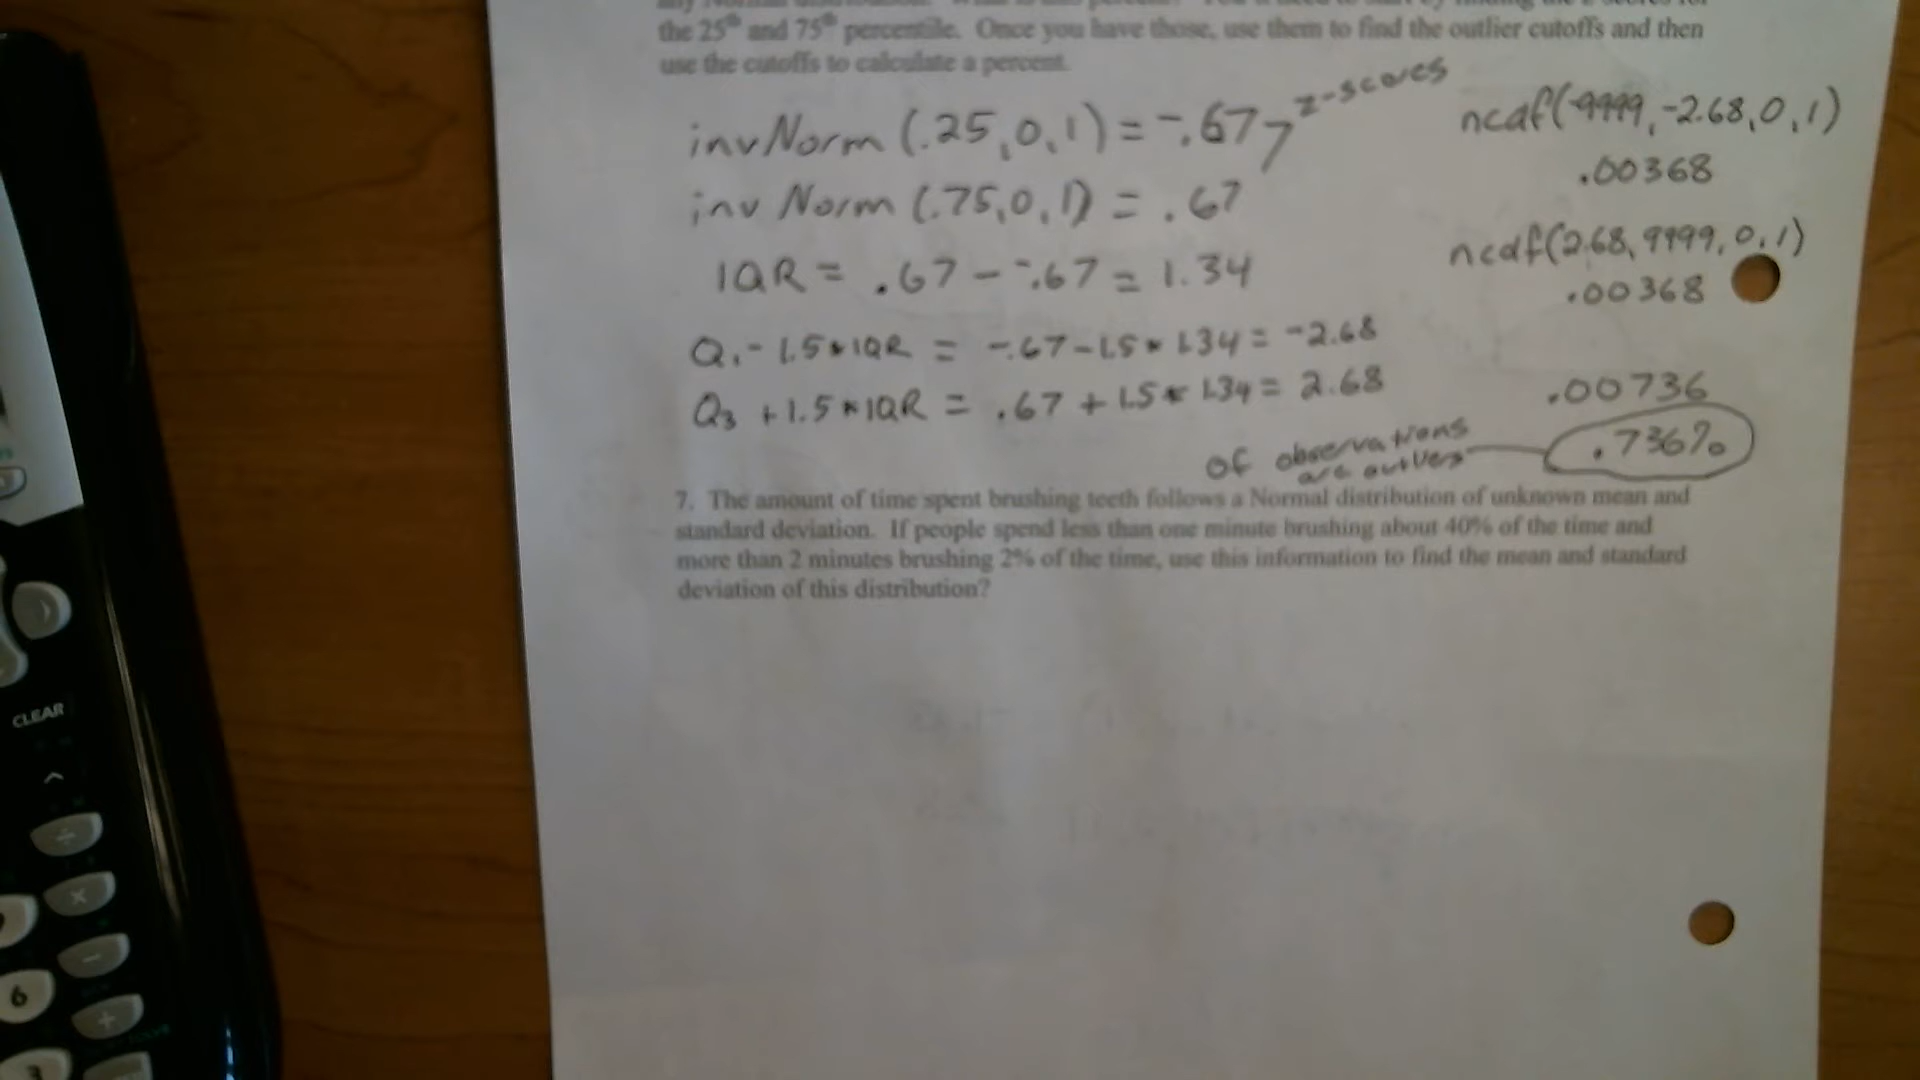 any Normal distribution.
the 25th and 75th percentile. Once you have those, use them to find the outlier cutoffs and then
use the cutoffs to calculate a percent.
invNorm (.25,0,1) = -.67 z-scores
inv Norm (.75,0,1) = .67
IQR = .67 - -.67 = 1.34
Q1 - 1.5*IQR = -.67-1.5*1.34 = -2.68
Q3 + 1.5*IQR = .67 + 1.5*1.34 = 2.68
ncdf(-9999,-2.68,0,1)
.00368
ncdf(2.68,9999,0,1)
.00368
.00736
.736%
of observations
are outliers
7. The amount of time spent brushing teeth follows a Normal distribution of unknown mean and
standard deviation. If people spend less than one minute brushing about 40% of the time and
more than 2 minutes brushing 2% of the time, use this information to find the mean and standard
deviation of this distribution?
CLEAR
^
÷
×
−
6
+
3